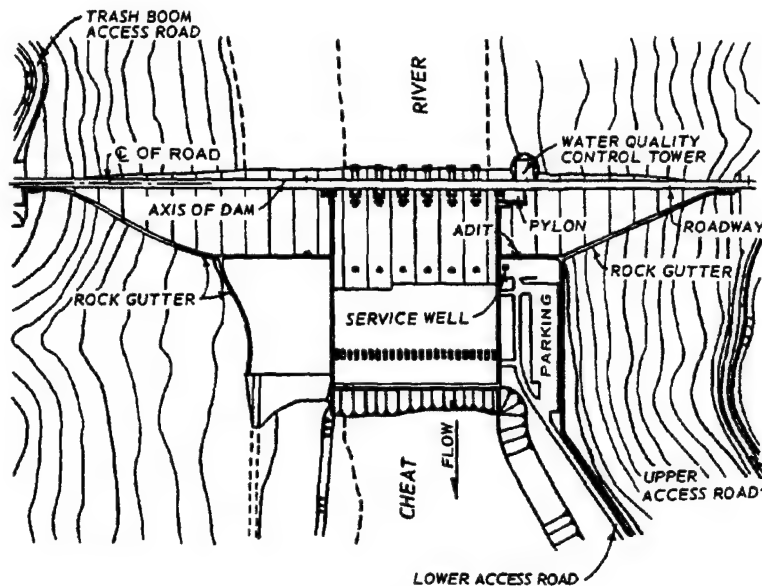 TRASH BOOM
ACCESS ROAD
RIVER
WATER QUALITY
CONTROL TOWER
℄ OF ROAD
AXIS OF DAM
ADIT
PYLON
ROADWAY
ROCK GUTTER
ROCK GUTTER
SERVICE WELL
PARKING
CHEAT
FLOW
UPPER
ACCESS ROAD
LOWER ACCESS ROAD